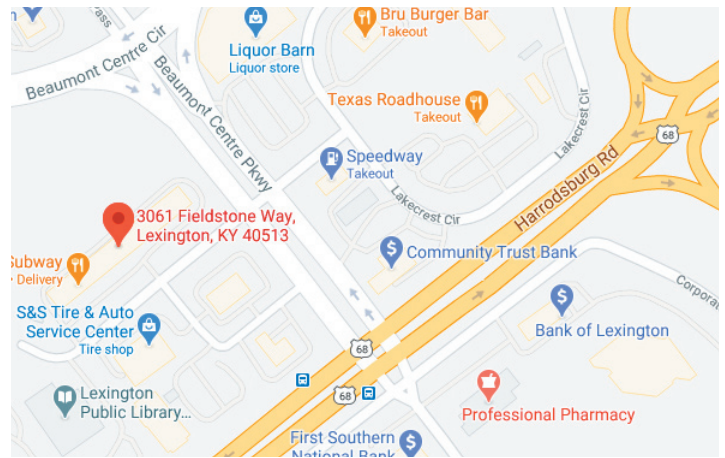 Bru Burger Bar
Takeout
Liquor Barn
Liquor store
Beaumont Centre Cir
Beaumont Centre Pkwy
Texas Roadhouse
Takeout
Lakecrest Cir
68
Speedway
Takeout
Lakecrest Cir
Harrodsburg Rd
3061 Fieldstone Way,
Lexington, KY 40513
Subway
Delivery
Community Trust Bank
S&S Tire & Auto
Service Center
Tire shop
Corpora
Bank of Lexington
68
68
Lexington
Public Library...
Professional Pharmacy
First Southern
National Bank